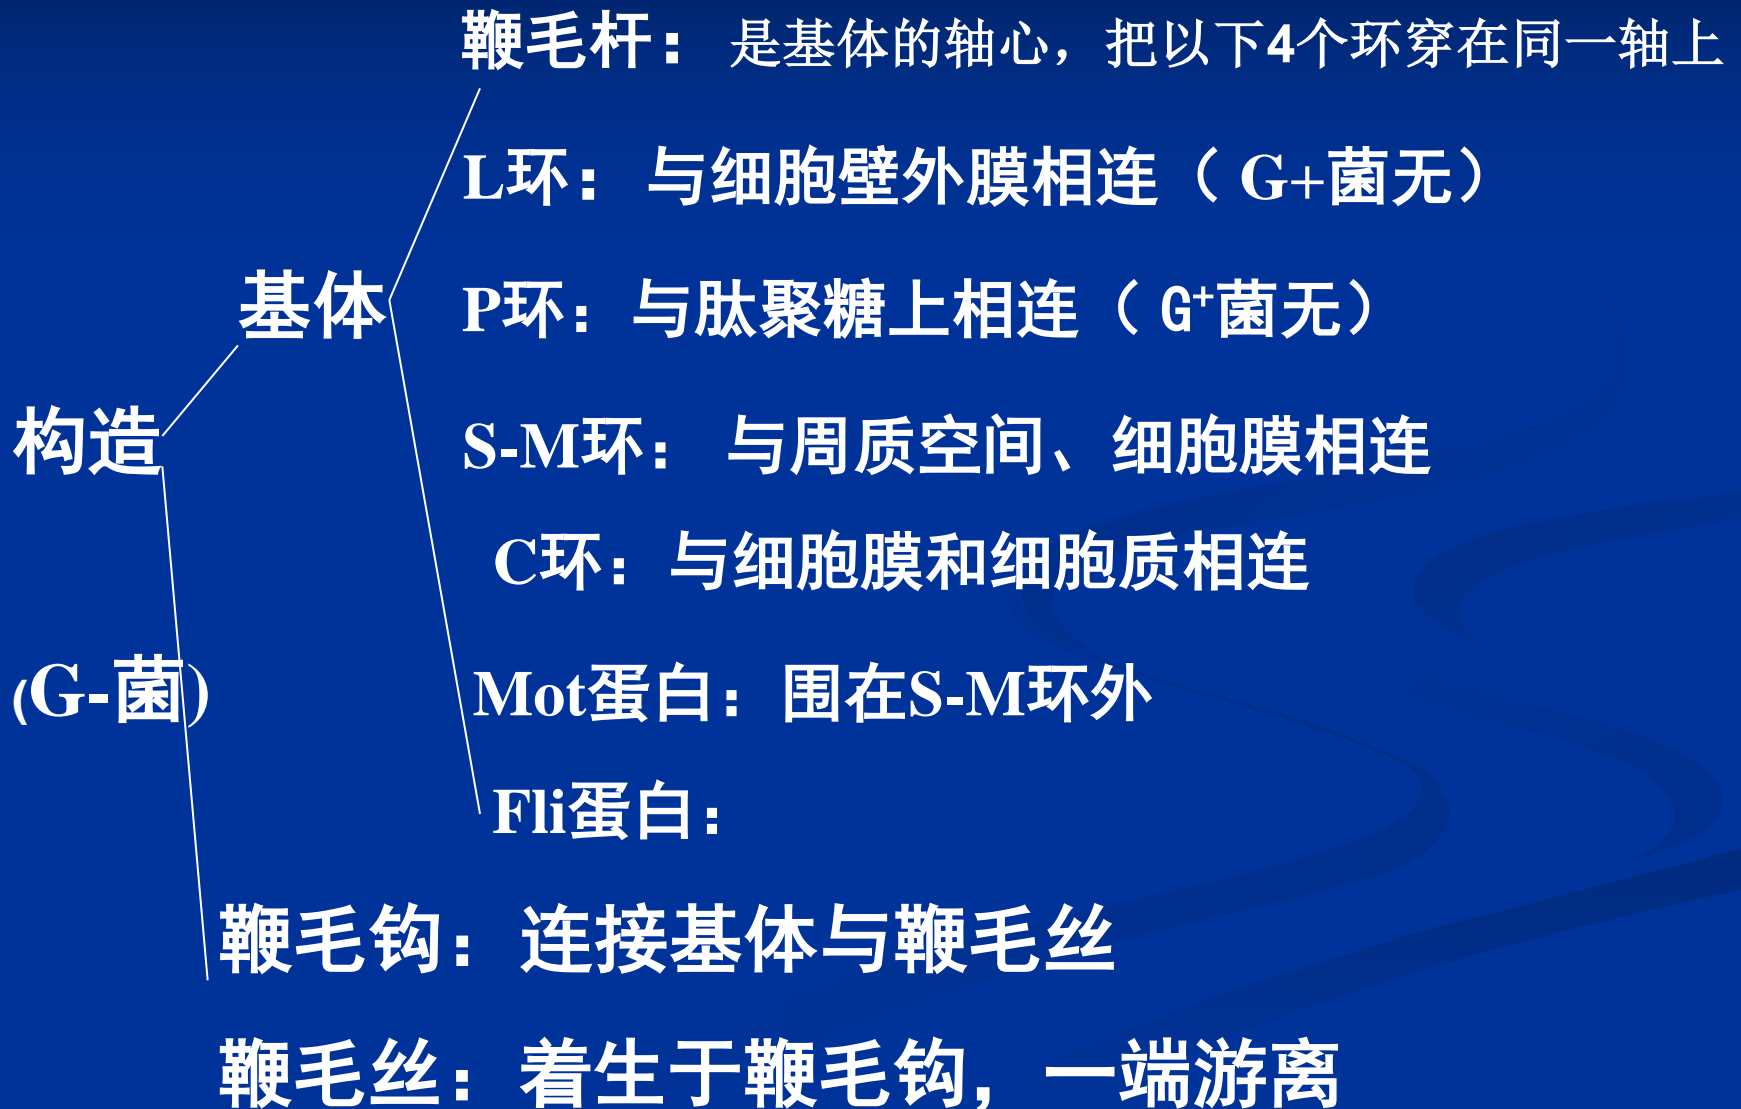 鞭毛杆： 是基体的轴心，把以下4个环穿在同一轴上
L环： 与细胞壁外膜相连（ G+菌无）
基体
P环：与肽聚糖上相连（ G⁺菌无）
构造
S-M环： 与周质空间、细胞膜相连
C环：与细胞膜和细胞质相连
(G-菌)
Mot蛋白：围在S-M环外
Fli蛋白：
鞭毛钩：连接基体与鞭毛丝
鞭毛丝：着生于鞭毛钩，一端游离